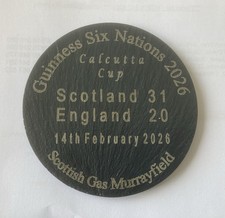 Guinness Six Nations 2026
Calcutta
Cup
Scotland 31
England 20
14th February 2026
Scottish Gas Murrayfield